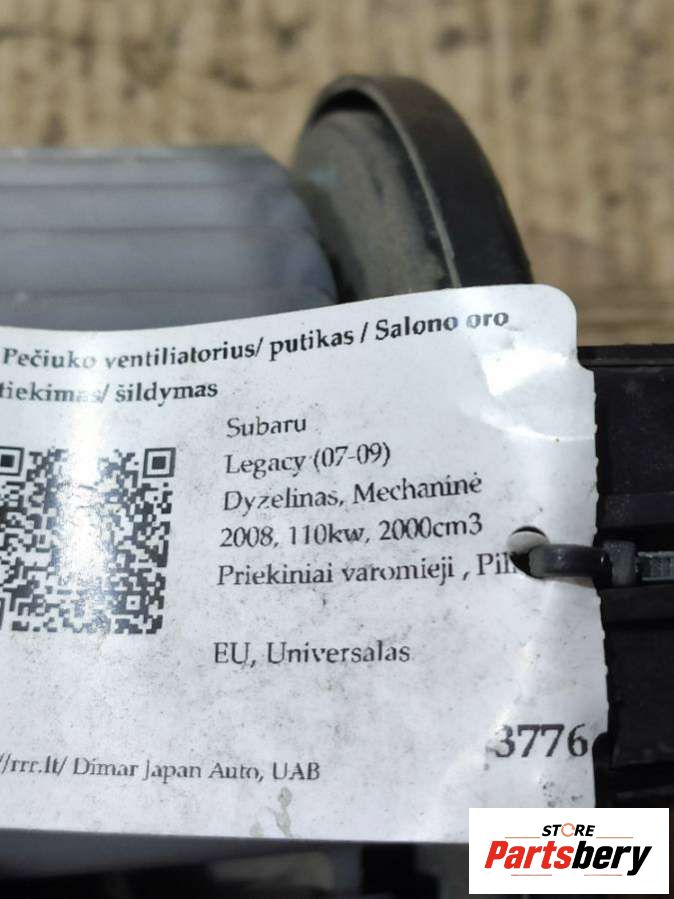 Pečiuko ventiliatorius/ putikas / Salono oro
tiekimas/ šildymas
Subaru
Legacy (07-09)
Dyzelinas, Mechaninė
2008, 110kw, 2000cm3
Priekiniai varomieji ,
EU, Universalas
3776
//rrr.lt/ Dimar Japan Auto, UAB
STORE
Partsbery